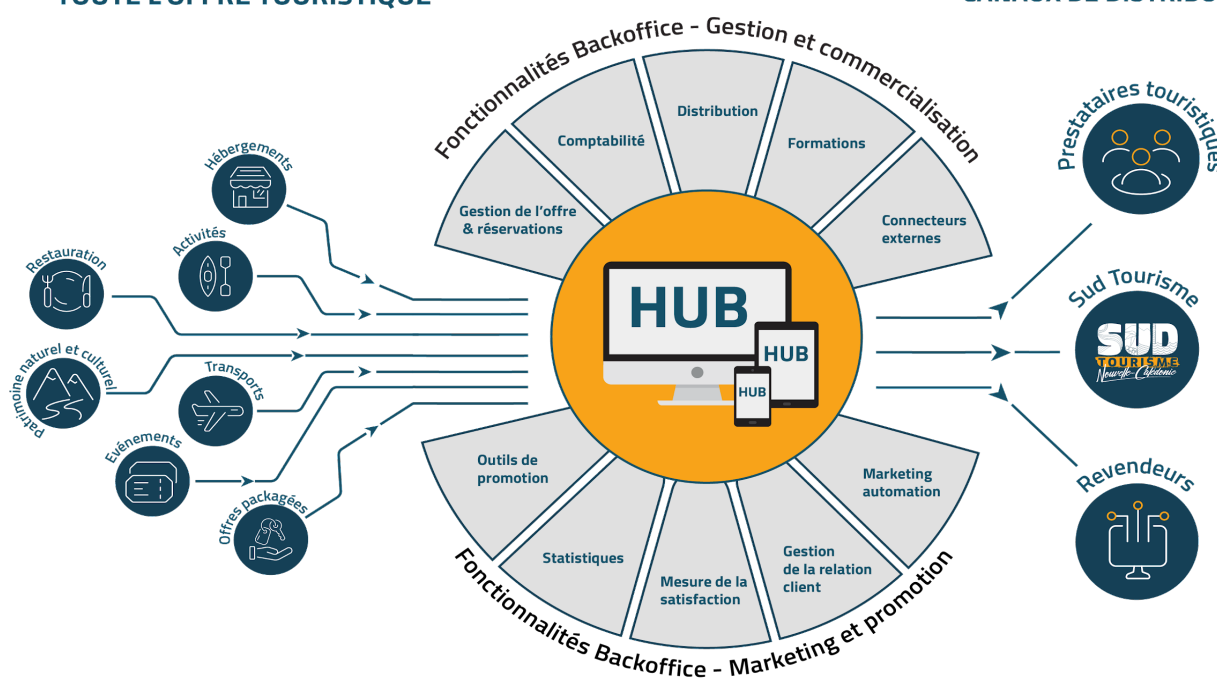 TOUTE L'OFFRE TOURISTIQUE
Fonctionnalités Backoffice - Gestion et commercialisation
Distribution
Comptabilité
Formations
Gestion de l'offre
& réservations
Connecteurs
externes
Hébergements
Activités
Restauration
Patrimoine naturel et culturel
Transports
Evénements
Offres packagées
HUB
HUB
HUB
Prestataires touristiques
Sud Tourisme
SUD
TOURISME
Nouvelle-Calédonie
Revendeurs
Outils de
promotion
Marketing
automation
Statistiques
Gestion
de la relation
client
Mesure de la
satisfaction
Fonctionnalités Backoffice - Marketing et promotion